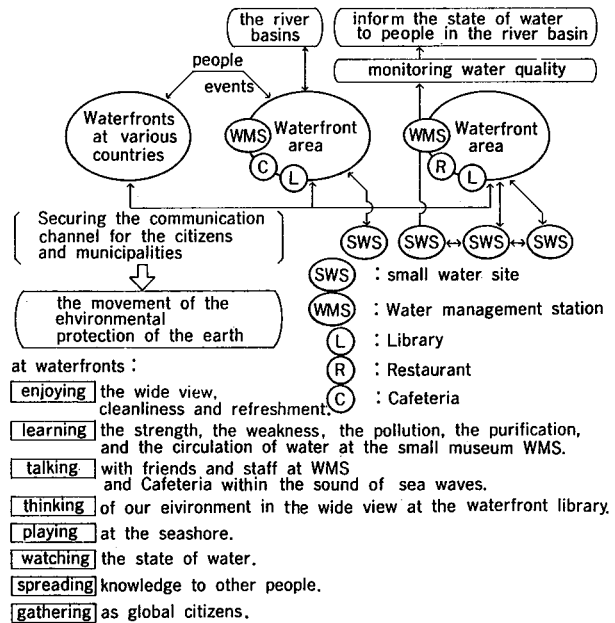 the river
basins
inform the state of water
to people in the river basin
people
events
monitoring water quality
Waterfronts
at various
countries
WMS
Waterfront
area
C
L
WMS
Waterfront
area
R
L
Securing the communication
channel for the citizens
and municipalities
SWS
SWS
SWS
SWS
the movement of the
ehvironmental
protection of the earth
SWS : small water site
WMS : Water management station
L : Library
R : Restaurant
C : Cafeteria
at waterfronts :
enjoying the wide view,
cleanliness and refreshment.
learning the strength, the weakness, the pollution, the purification,
and the circulation of water at the small museum WMS.
talking with friends and staff at WMS
and Cafeteria within the sound of sea waves.
thinking of our eivironment in the wide view at the waterfront library.
playing at the seashore.
watching the state of water.
spreading knowledge to other people.
gathering as global citizens.